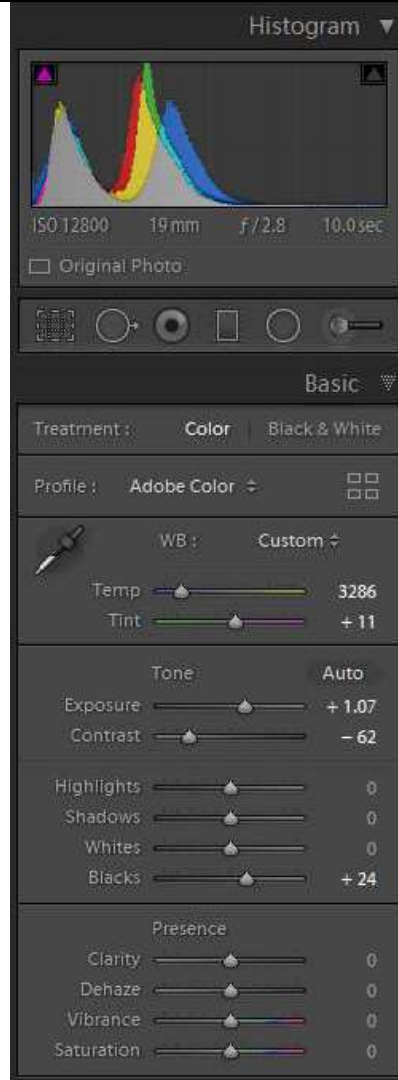 Histogram
ISO 12800 19 mm ƒ / 2.8 10.0 sec
Original Photo
Basic
Treatment : Color Black & White
Profile : Adobe Color
WB : Custom
Temp 3286
Tint + 11
Tone Auto
Exposure + 1.07
Contrast − 62
Highlights 0
Shadows 0
Whites 0
Blacks + 24
Presence
Clarity 0
Dehaze 0
Vibrance 0
Saturation 0